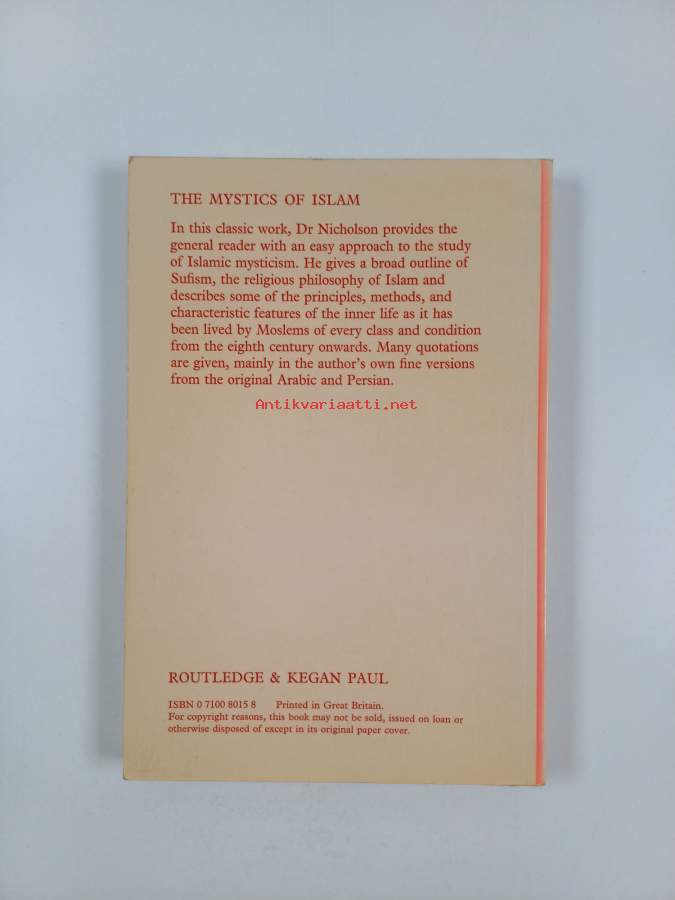 THE MYSTICS OF ISLAM
In this classic work, Dr Nicholson provides the
general reader with an easy approach to the study
of Islamic mysticism. He gives a broad outline of
Sufism, the religious philosophy of Islam and
describes some of the principles, methods, and
characteristic features of the inner life as it has
been lived by Moslems of every class and condition
from the eighth century onwards. Many quotations
are given, mainly in the author's own fine versions
from the original Arabic and Persian.
Antikvariaatti.net
ROUTLEDGE & KEGAN PAUL
ISBN 0 7100 8015 8 Printed in Great Britain.
For copyright reasons, this book may not be sold, issued on loan or
otherwise disposed of except in its original paper cover.